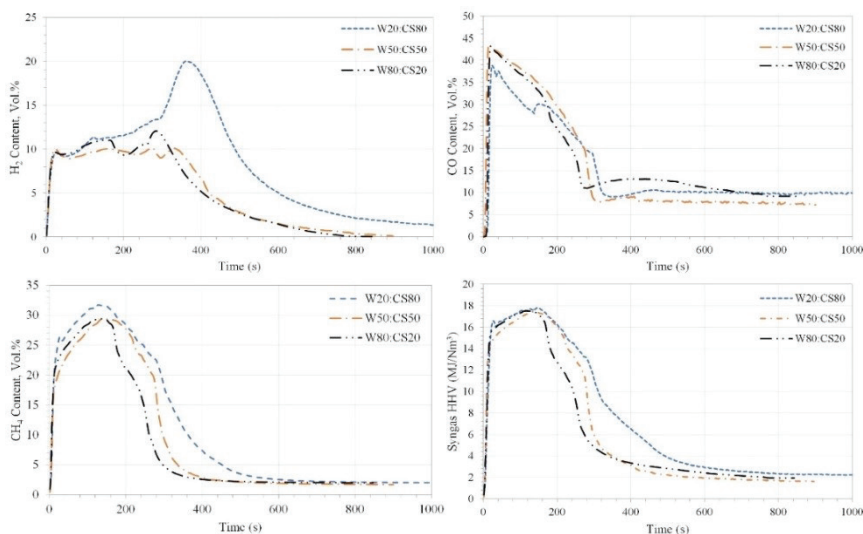 25
20
15
10
5
0
H₂ Content, Vol.%
W20:CS80
W50:CS50
W80:CS20
0 200 400 600 800 1000
Time (s)
50
45
40
35
30
25
20
15
10
5
0
CO Content, Vol.%
W20:CS80
W50:CS50
W80:CS20
0 200 400 600 800 1000
Time (s)
35
30
25
20
15
10
5
0
CH₄ Content, Vol.%
W20:CS80
W50:CS50
W80:CS20
0 200 400 600 800 1000
Time (s)
20
18
16
14
12
10
8
6
4
2
0
Syngas HHV (MJ/Nm³)
W20:CS80
W50:CS50
W80:CS20
0 200 400 600 800 1000
Time (s)